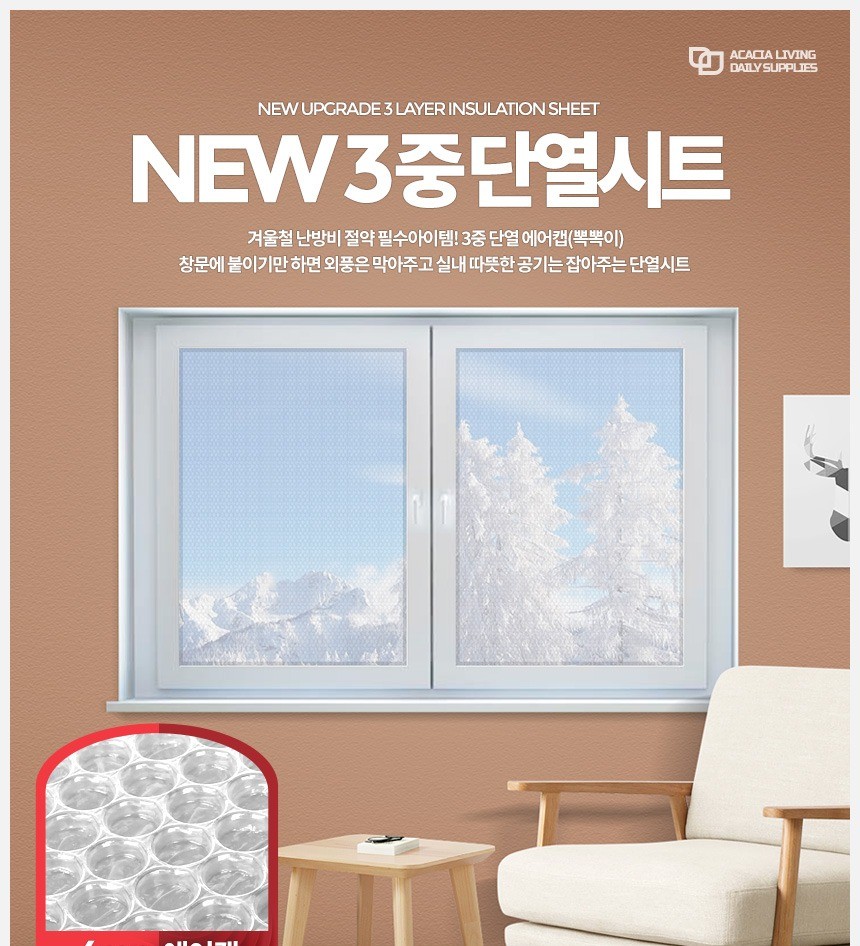 ACACIA LIVING
DAILY SUPPLIES
NEW UPGRADE 3 LAYER INSULATION SHEET
NEW 3중 단열시트
겨울철 난방비 절약 필수아이템! 3중 단열 에어캡(뽁뽁이)
창문에 붙이기만 하면 외풍은 막아주고 실내 따뜻한 공기는 잡아주는 단열시트